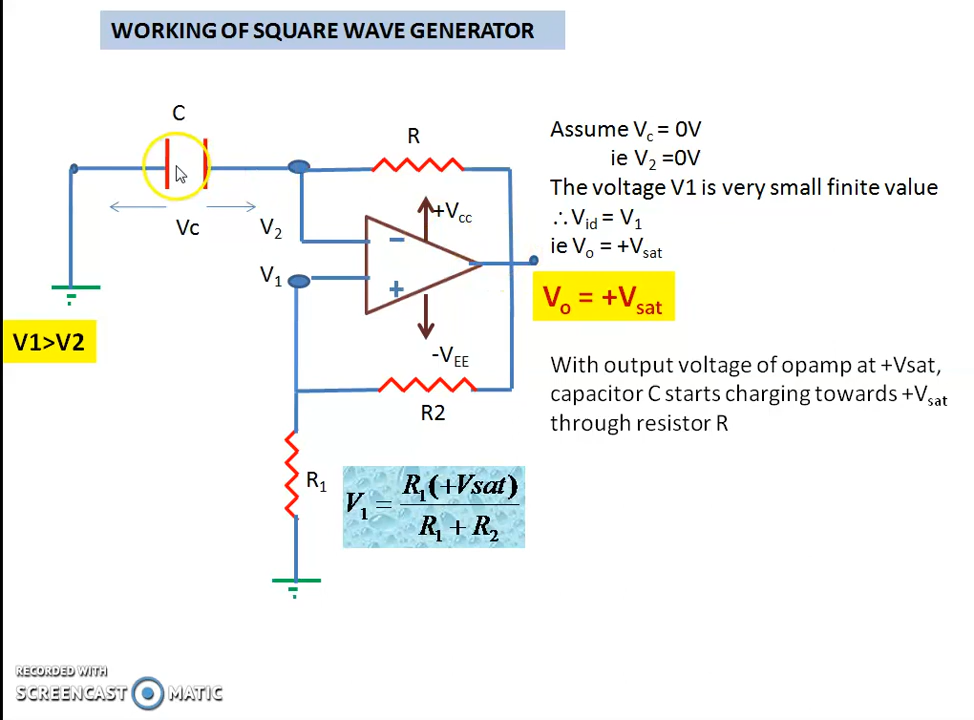 WORKING OF SQUARE WAVE GENERATOR
C
R
Assume Vc = 0V
ie V2 =0V
The voltage V1 is very small finite value
∴Vid = V1
ie Vo = +Vsat
Vo = +Vsat
+Vcc
Vc
V2
−
V1
+
V1>V2
-VEE
With output voltage of opamp at +Vsat,
capacitor C starts charging towards +Vsat
through resistor R
R2
R1
V1 = R1(+Vsat)
R1 + R2
RECORDED WITH
SCREENCAST MATIC